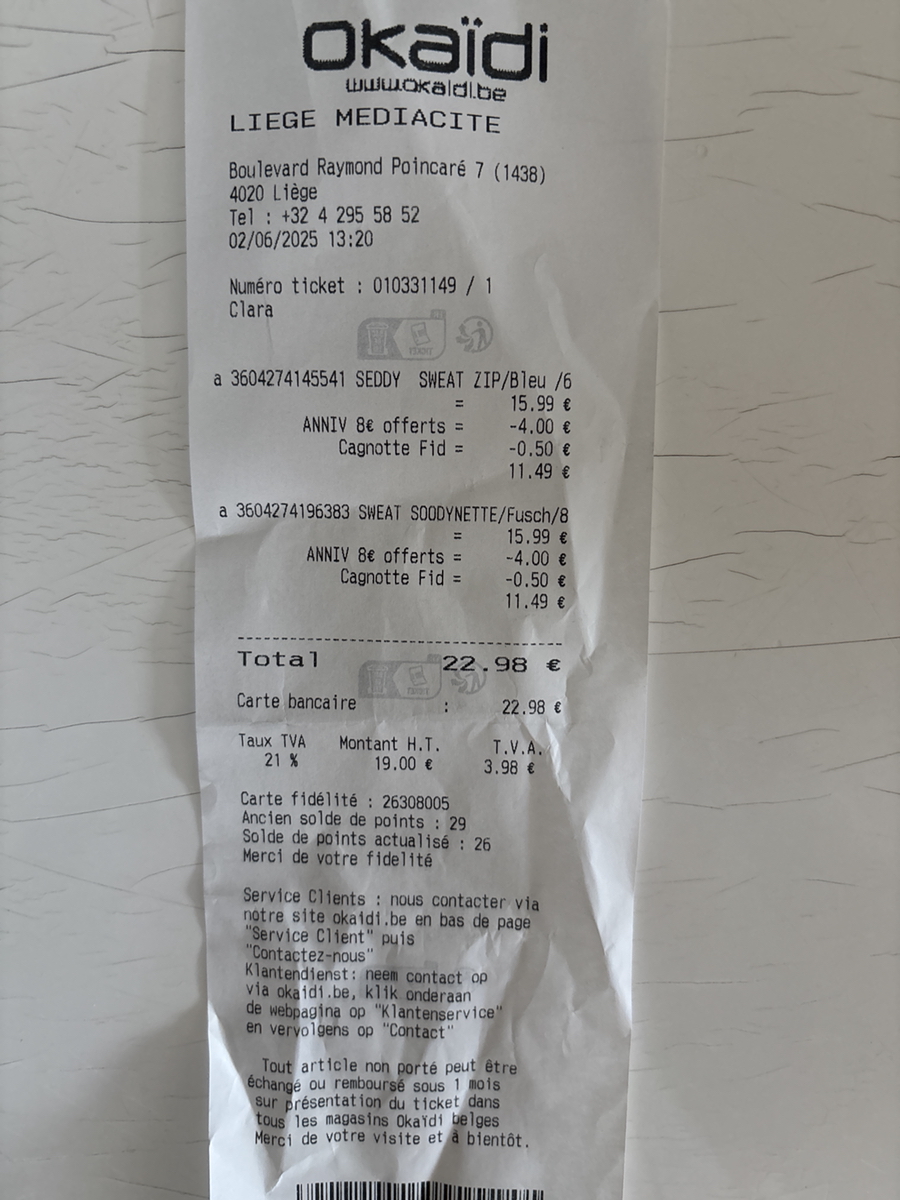 okaïdi
www.okaidi.be
LIEGE MEDIACITE
Boulevard Raymond Poincaré 7 (1438)
4020 Liège
Tel : +32 4 295 58 52
02/06/2025 13:20
Numéro ticket : 010331149 / 1
Clara
a 3604274145541 SEDDY SWEAT ZIP/Bleu /6
= 15.99 €
ANNIV 8€ offerts = -4.00 €
Cagnotte Fid = -0.50 €
11.49 €
a 3604274196383 SWEAT SOODYNETTE/Fusch/8
= 15.99 €
ANNIV 8€ offerts = -4.00 €
Cagnotte Fid = -0.50 €
11.49 €
Total 22.98 €
Carte bancaire : 22.98 €
Taux TVA Montant H.T. T.V.A.
21 % 19.00 € 3.98 €
Carte fidélité : 26308005
Ancien solde de points : 29
Solde de points actualisé : 26
Merci de votre fidelité
Service Clients : nous contacter via
notre site okaidi.be en bas de page
"Service Client" puis
"Contactez-nous"
Klantendienst: neem contact op
via okaidi.be, klik onderaan
de webpagina op "Klantenservice"
en vervolgens op "Contact"
Tout article non porté peut être
échangé ou remboursé sous 1 mois
sur présentation du ticket dans
tous les magasins Okaïdi belges
Merci de votre visite et à bientôt.